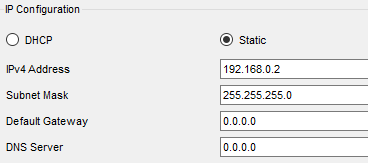 IP Configuration
DHCP Static
IPv4 Address 192.168.0.2
Subnet Mask 255.255.255.0
Default Gateway 0.0.0.0
DNS Server 0.0.0.0